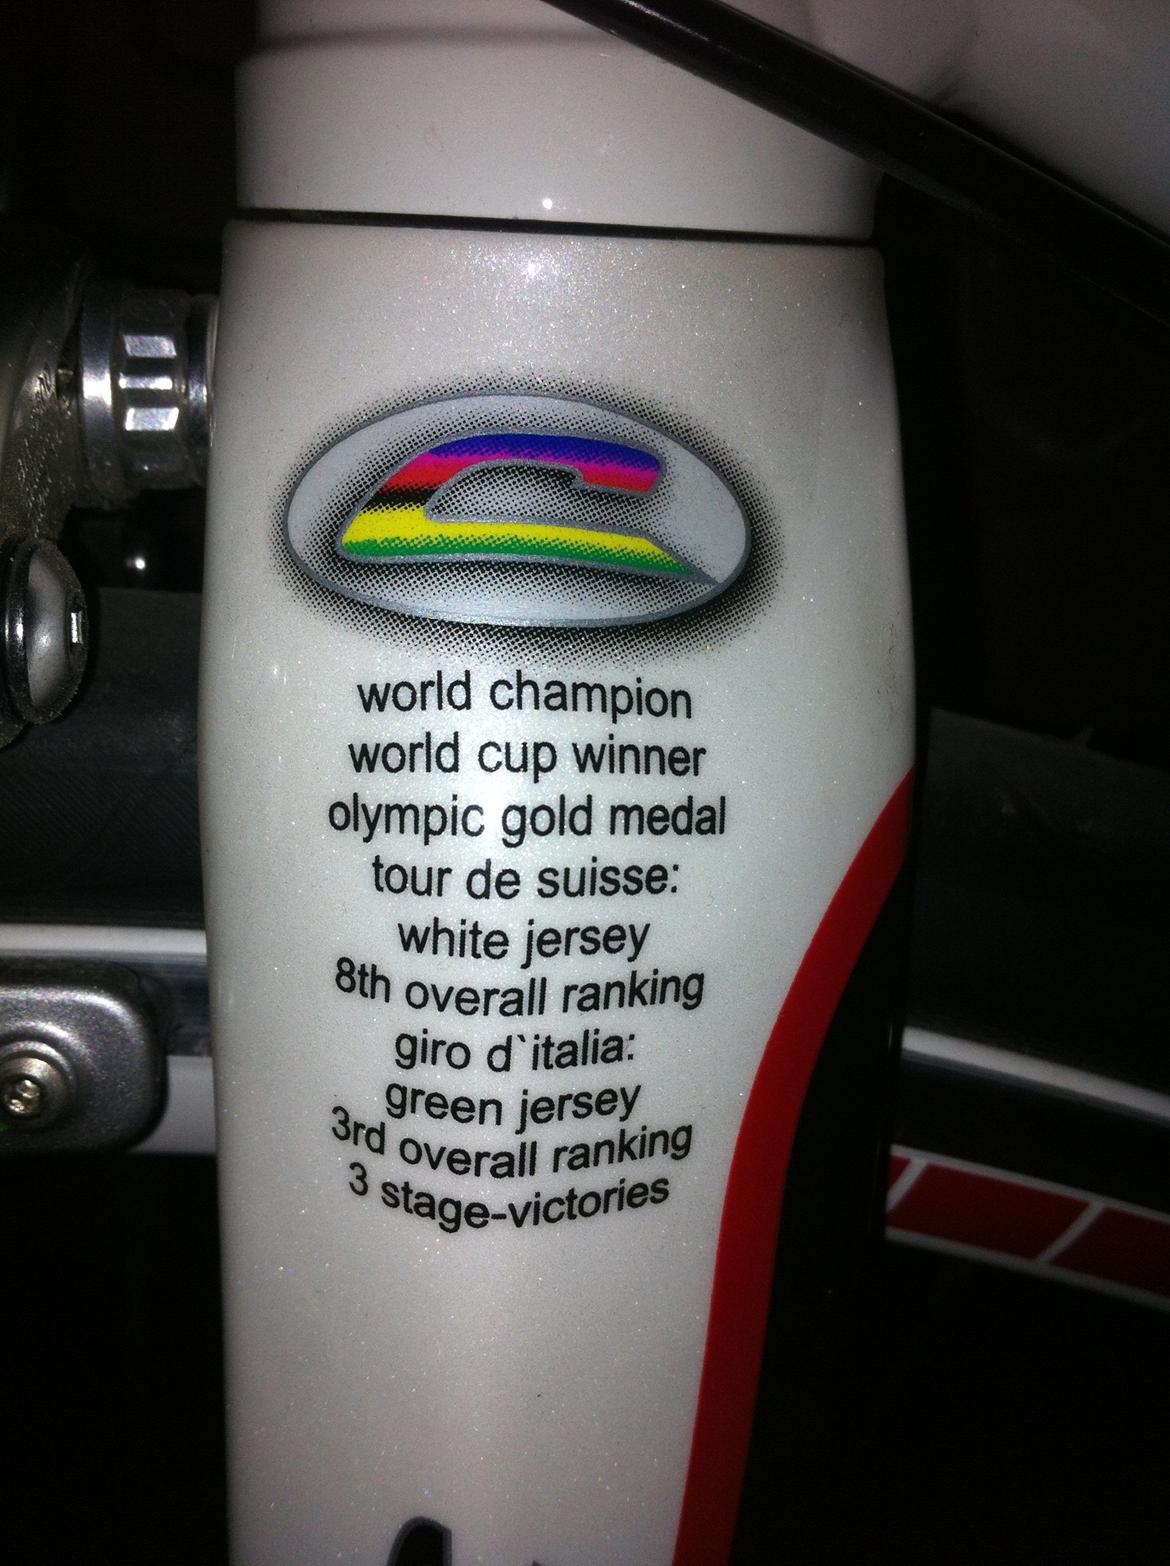 world champion
world cup winner
olympic gold medal
tour de suisse:
white jersey
8th overall ranking
giro d`italia:
green jersey
3rd overall ranking
3 stage-victories